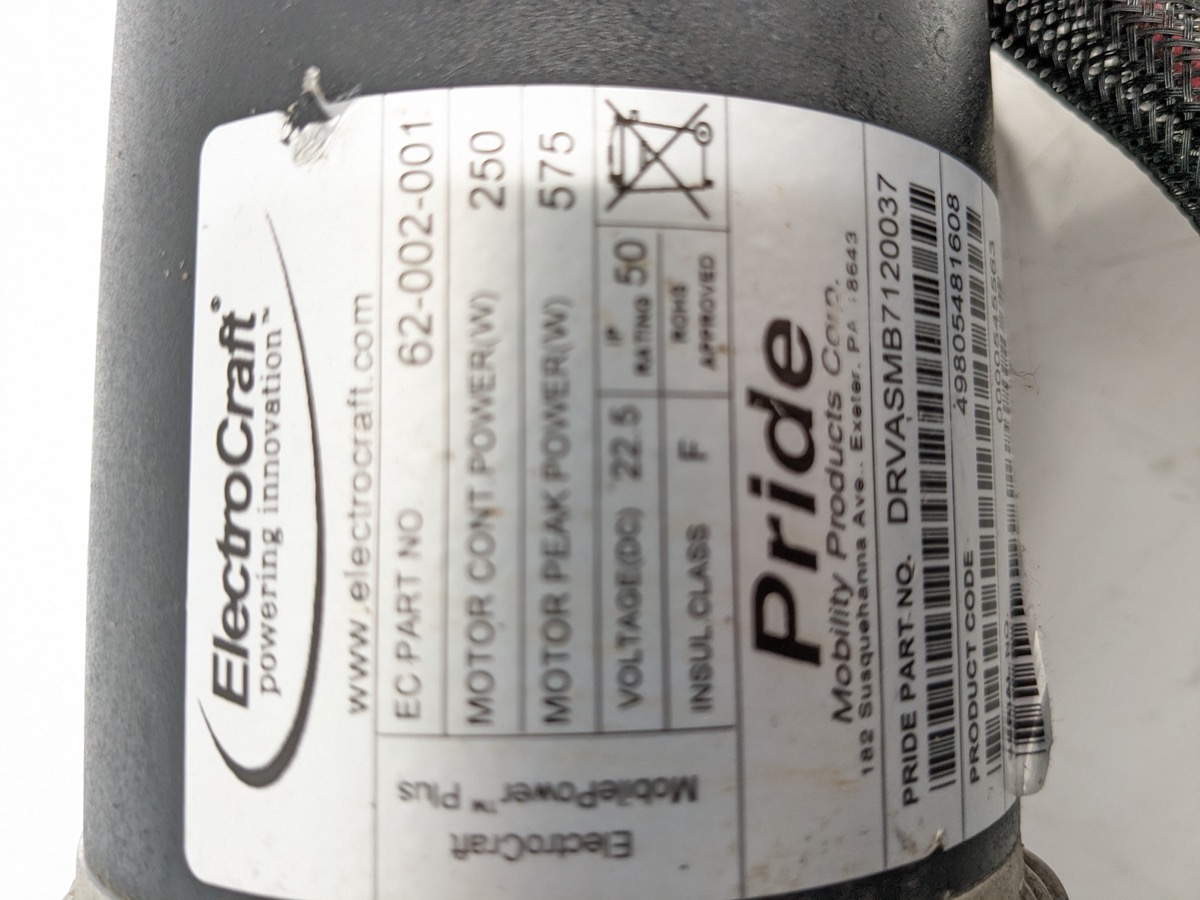 ElectroCraft®
powering innovation™
www.electrocraft.com
EC PART NO. 62-002-001
MOTOR CONT.POWER(W) 250
MOTOR PEAK POWER(W) 575
VOLTAGE(DC) 22.5
IP RATING 50
INSUL.CLASS F
ROHS APPROVED
ElectroCraft
MobilePower™ Plus
Pride
Mobility Products Corp.
182 Susquehanna Ave.. Exeter. PA 18643
PRIDE PART NO. DRVASMB7120037
PRODUCT CODE 49805481608